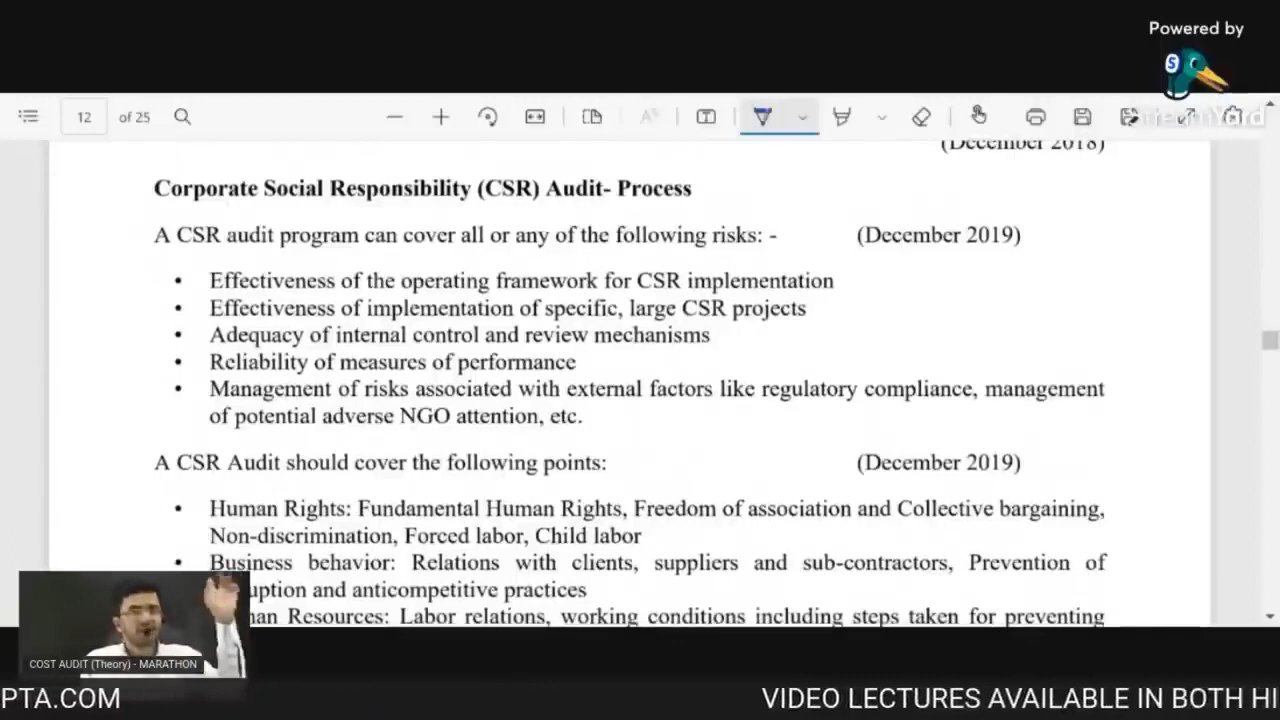 Powered by
S
12 of 25
(December 2018)
Corporate Social Responsibility (CSR) Audit- Process
A CSR audit program can cover all or any of the following risks: - (December 2019)
• Effectiveness of the operating framework for CSR implementation
• Effectiveness of implementation of specific, large CSR projects
• Adequacy of internal control and review mechanisms
• Reliability of measures of performance
• Management of risks associated with external factors like regulatory compliance, management
of potential adverse NGO attention, etc.
A CSR Audit should cover the following points: (December 2019)
• Human Rights: Fundamental Human Rights, Freedom of association and Collective bargaining,
Non-discrimination, Forced labor, Child labor
• Business behavior: Relations with clients, suppliers and sub-contractors, Prevention of
uption and anticompetitive practices
an Resources: Labor relations, working conditions including steps taken for preventing
COST AUDIT (Theory) - MARATHON
PTA.COM
VIDEO LECTURES AVAILABLE IN BOTH HI